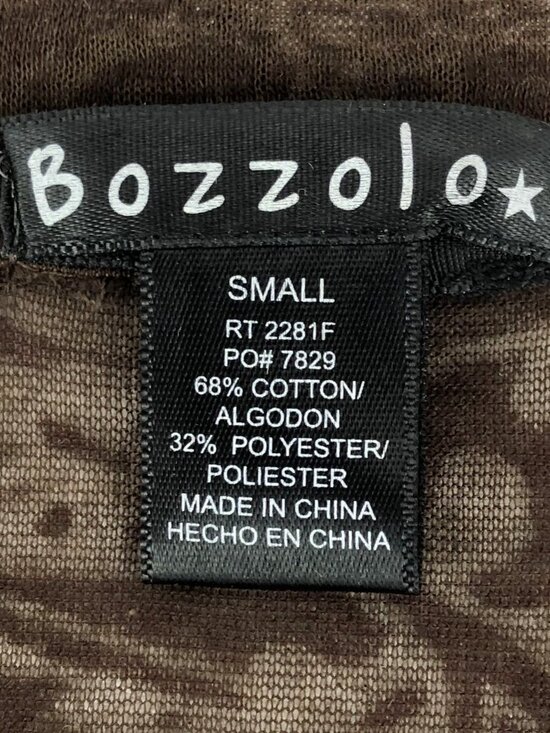 Bozzolo★
SMALL
RT 2281F
PO# 7829
68% COTTON/
ALGODON
32% POLYESTER/
POLIESTER
MADE IN CHINA
HECHO EN CHINA